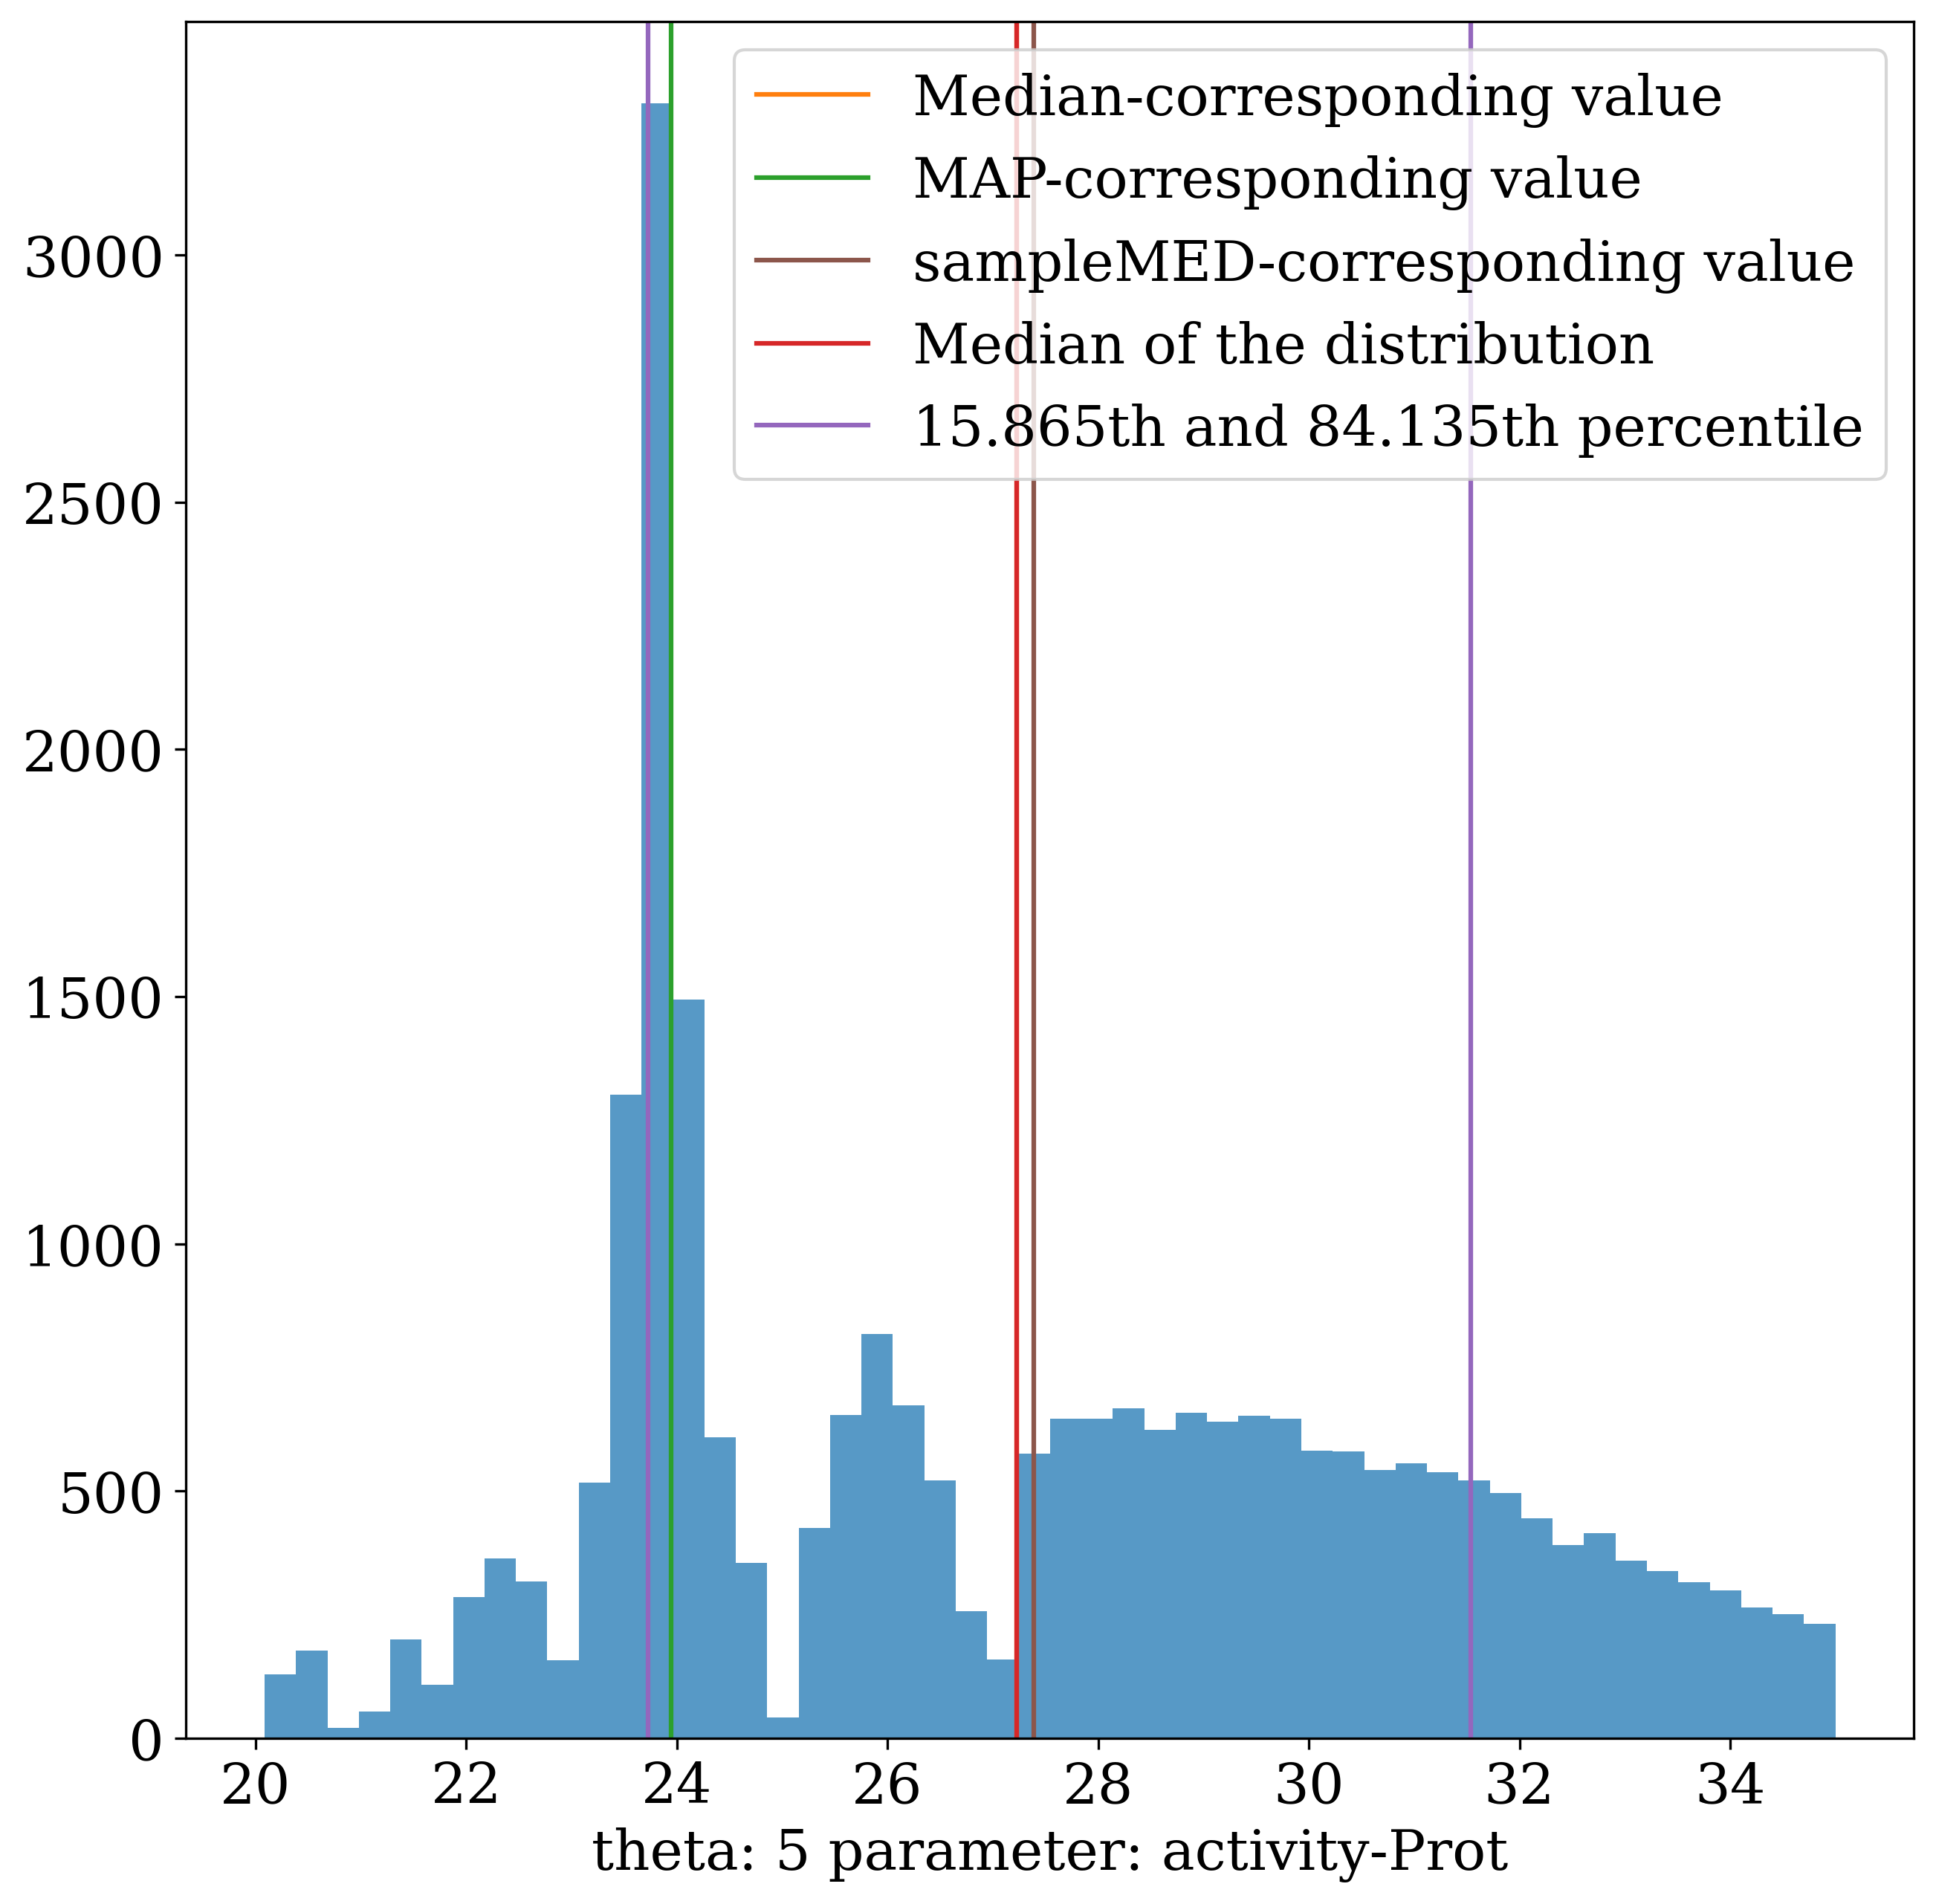 Median-corresponding value
MAP-corresponding value
sampleMED-corresponding value
Median of the distribution
15.865th and 84.135th percentile
3000
2500
2000
1500
1000
500
0
20 22 24 26 28 30 32 34
theta: 5 parameter: activity-Prot